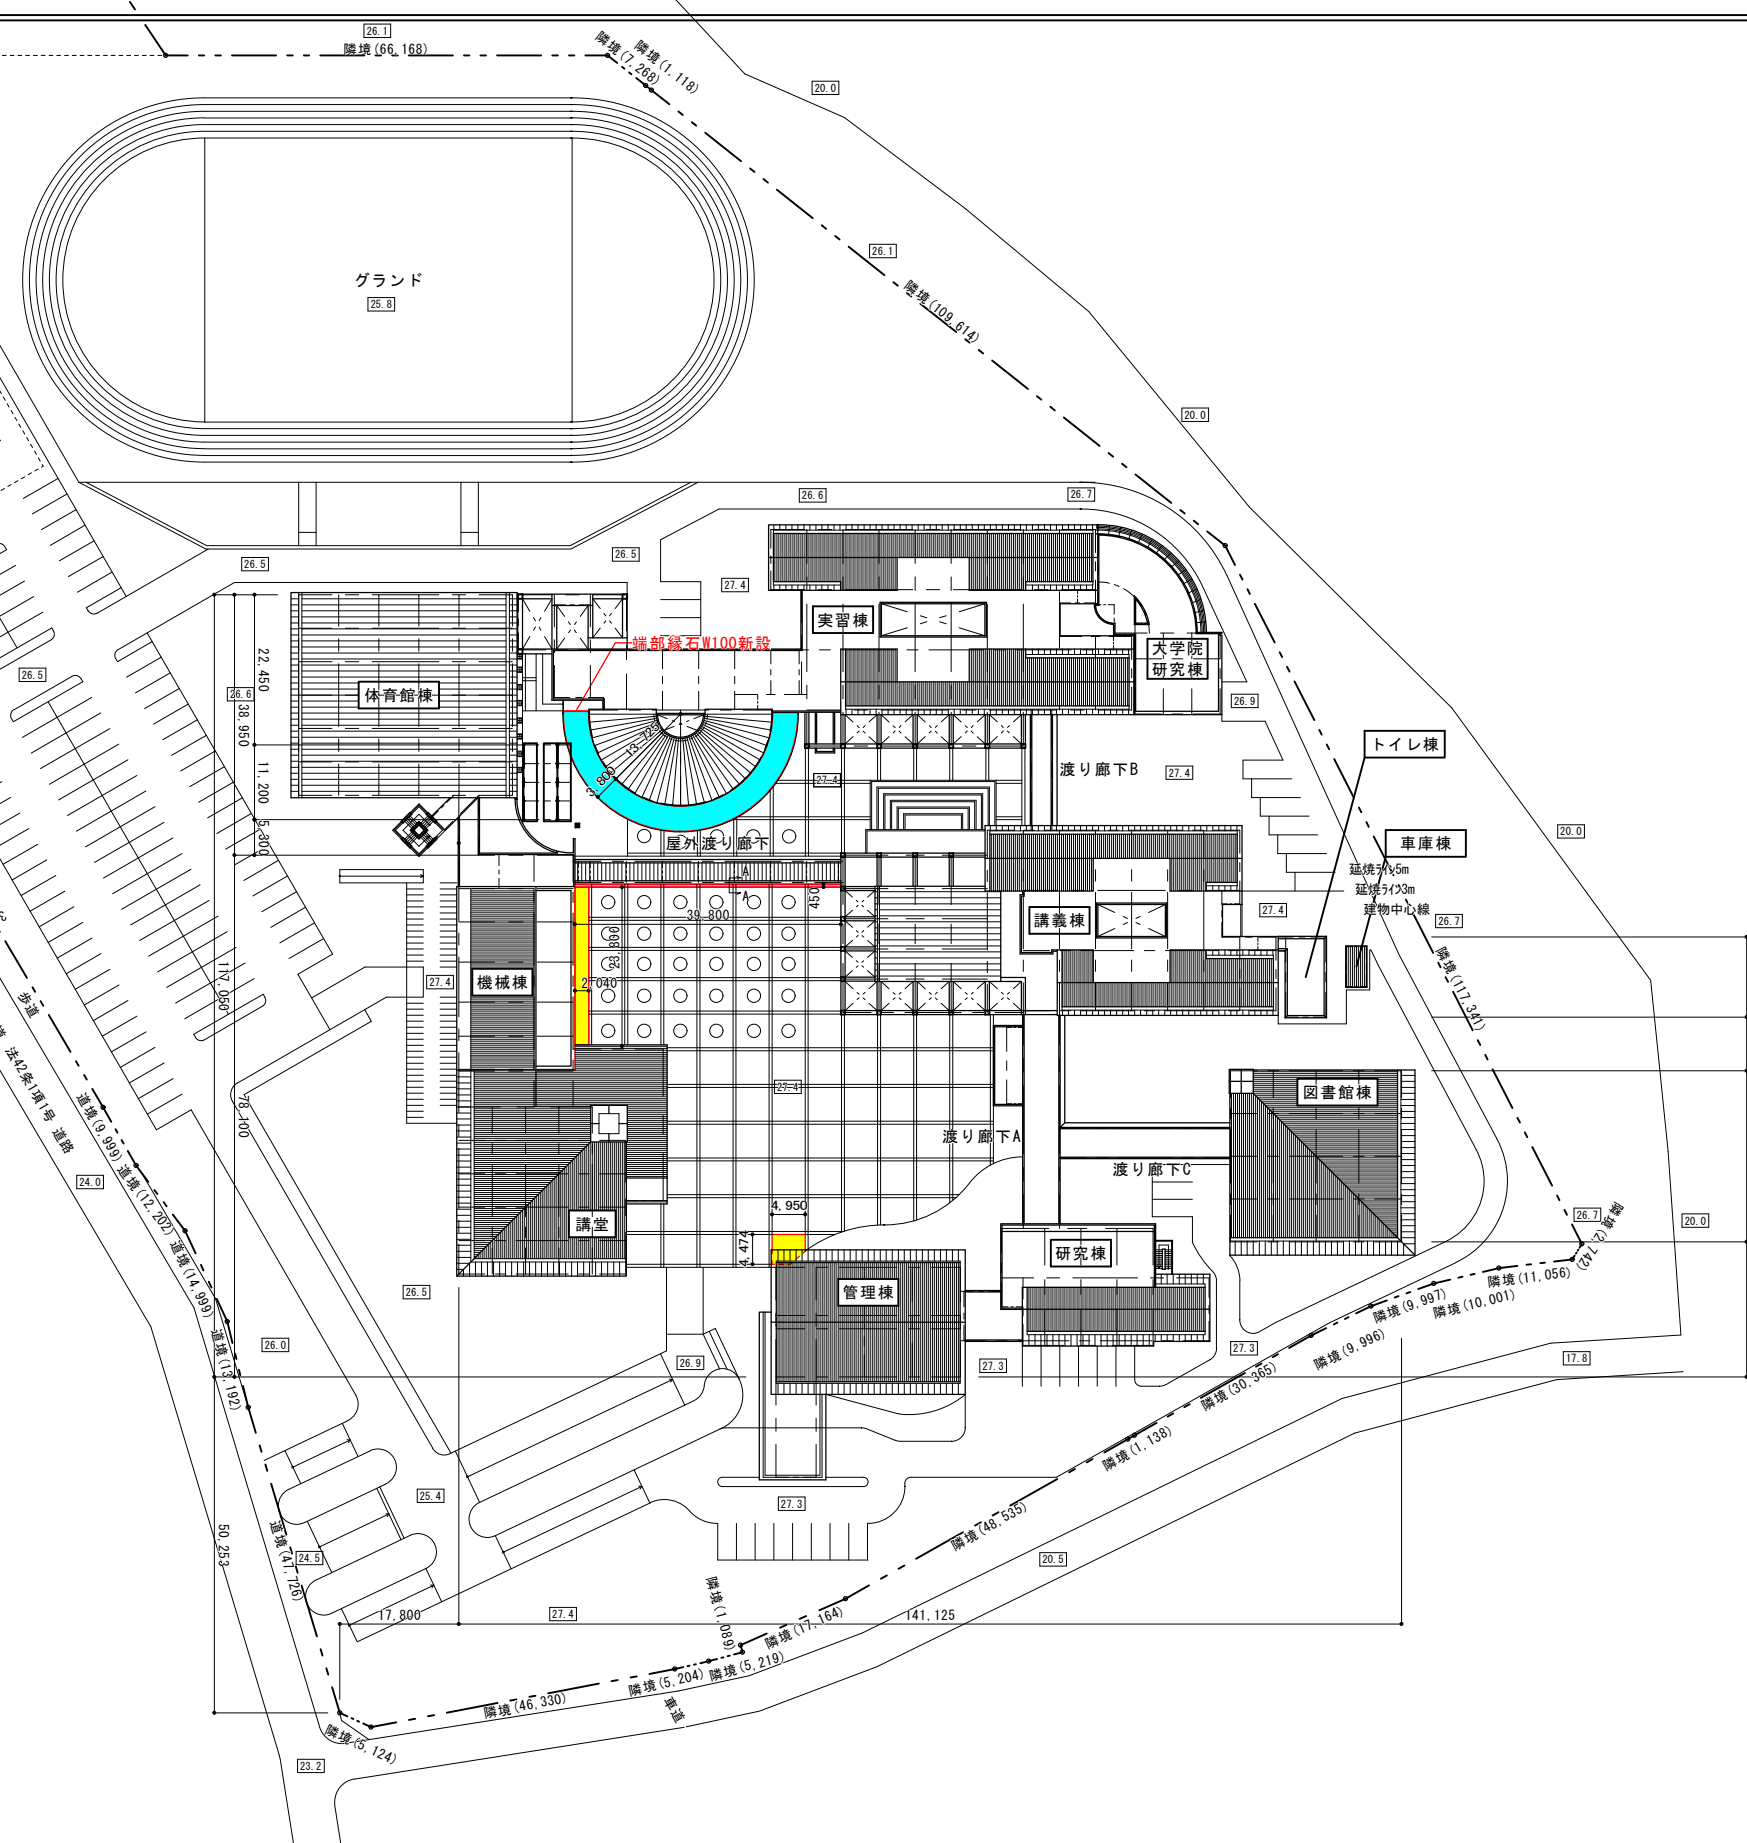 26.1
隣境(66,168)
隣境(7,268)
隣境(1,118)
20.0
26.1
隣境(109,614)
グランド
25.8
20.0
26.6
26.7
26.5
26.5
27.4
実習棟
端部縁石W100新設
大学院
研究棟
22,450
26.5
26.6
体育館棟
26.9
38,950
13,725
トイレ棟
渡り廊下B
27.4
3,800
27.4
11,200
20.0
5,300
屋外渡り廊下
車庫棟
延焼ライン5m
延焼ライン3m
建物中心線
A
A
450
39,800
27.4
講義棟
26.7
23,800
隣境(117,341)
機械棟
27.4
2,040
117,050
歩道
法42条1項1号 道路
道境(9,999)
78,100
27.4
図書館棟
渡り廊下A
渡り廊下C
24.0
道境(12,202)
4,950
講堂
26.7
20.0
隣境(2,742)
4,474
研究棟
道境(14,999)
26.5
管理棟
隣境(11,056)
隣境(9,997)
隣境(10,001)
道境(13,192)
26.0
26.9
27.3
27.3
隣境(9,996)
17.8
隣境(30,365)
隣境(1,138)
25.4
27.3
隣境(48,535)
50,253
道境(47,726)
24.5
20.5
17,800
27.4
隣境(1,089)
141,125
隣境(17,164)
隣境(5,219)
隣境(5,204)
隣境(46,330)
車道
隣境(5,124)
23.2